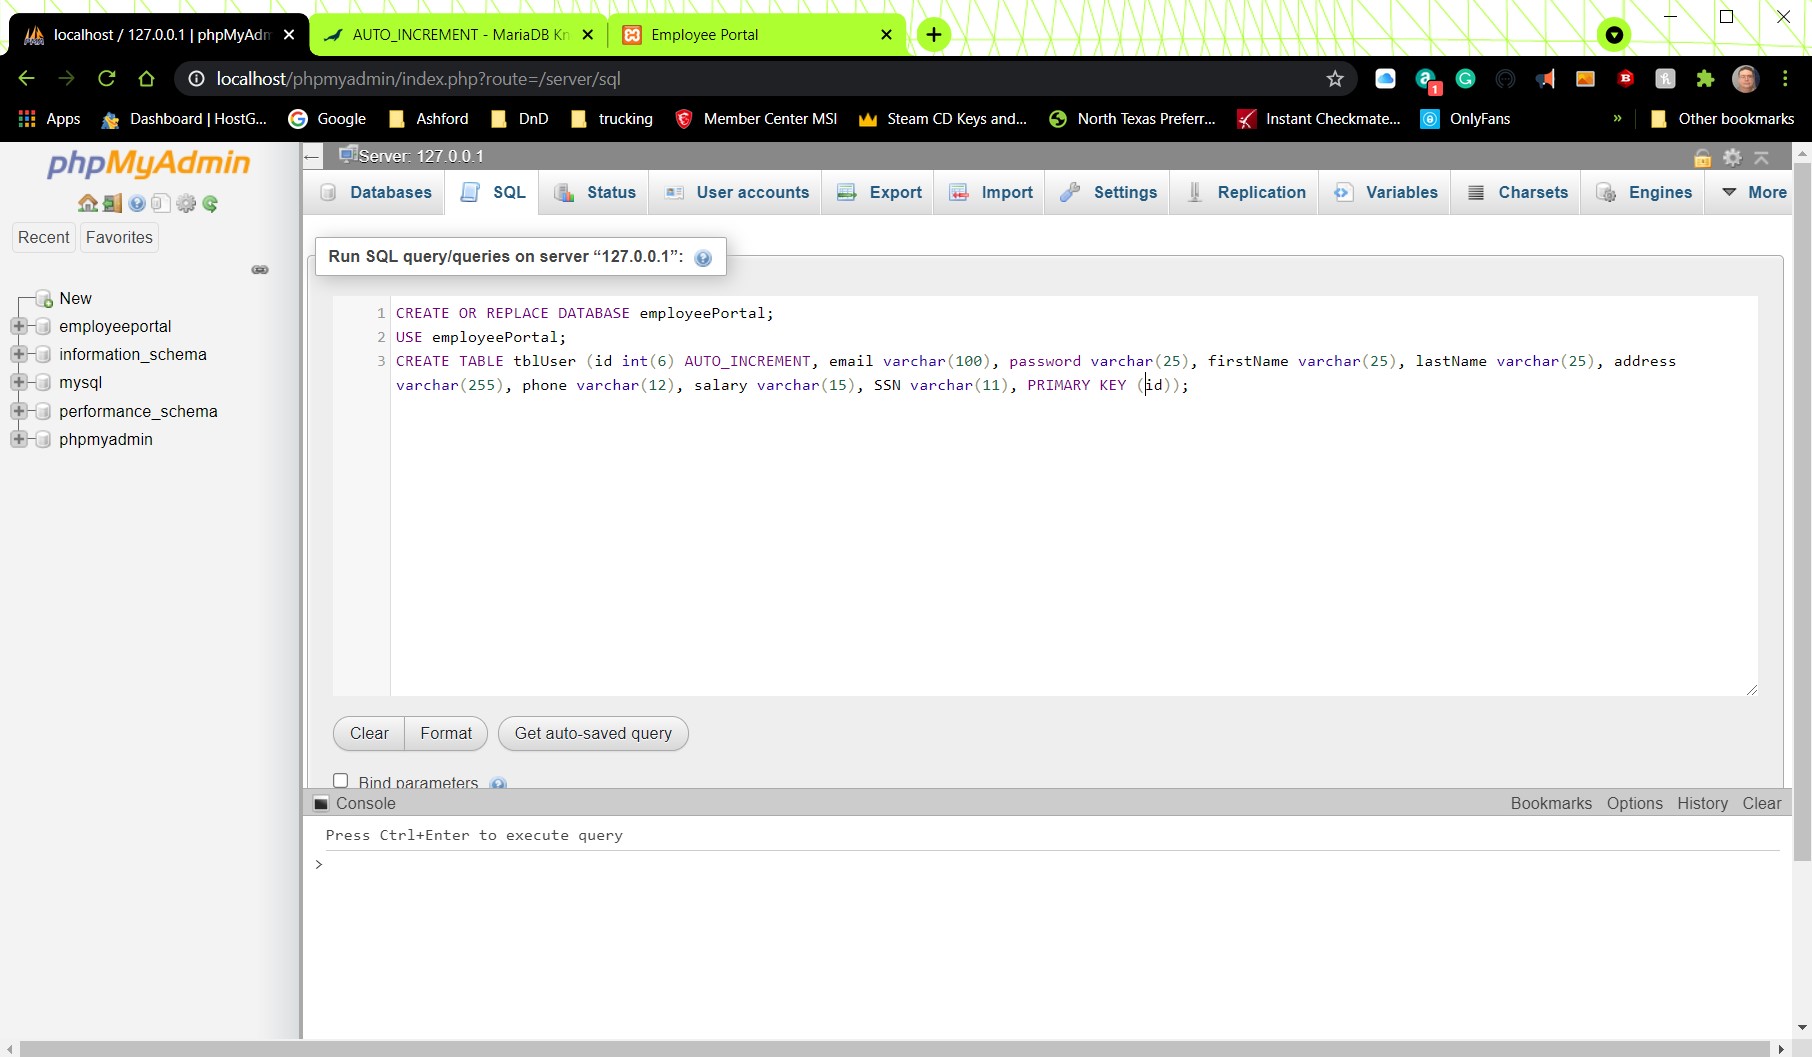 localhost / 127.0.0.1 | phpMyAdm
AUTO_INCREMENT - MariaDB Kn
Employee Portal
localhost/phpmyadmin/index.php?route=/server/sql
1
Apps
Dashboard | HostG...
Google
Ashford
DnD
trucking
Member Center MSI
Steam CD Keys and...
North Texas Preferr...
Instant Checkmate...
OnlyFans
»
Other bookmarks
phpMyAdmin
Recent
Favorites
New
employeeportal
information_schema
mysql
performance_schema
phpmyadmin
Server: 127.0.0.1
Databases
SQL
Status
User accounts
Export
Import
Settings
Replication
Variables
Charsets
Engines
More
Run SQL query/queries on server “127.0.0.1”:
1 CREATE OR REPLACE DATABASE employeePortal;
2 USE employeePortal;
3 CREATE TABLE tblUser (id int(6) AUTO_INCREMENT, email varchar(100), password varchar(25), firstName varchar(25), lastName varchar(25), address
varchar(255), phone varchar(12), salary varchar(15), SSN varchar(11), PRIMARY KEY (id));
Clear
Format
Get auto-saved query
Bind parameters
Console
Bookmarks
Options
History
Clear
Press Ctrl+Enter to execute query
>